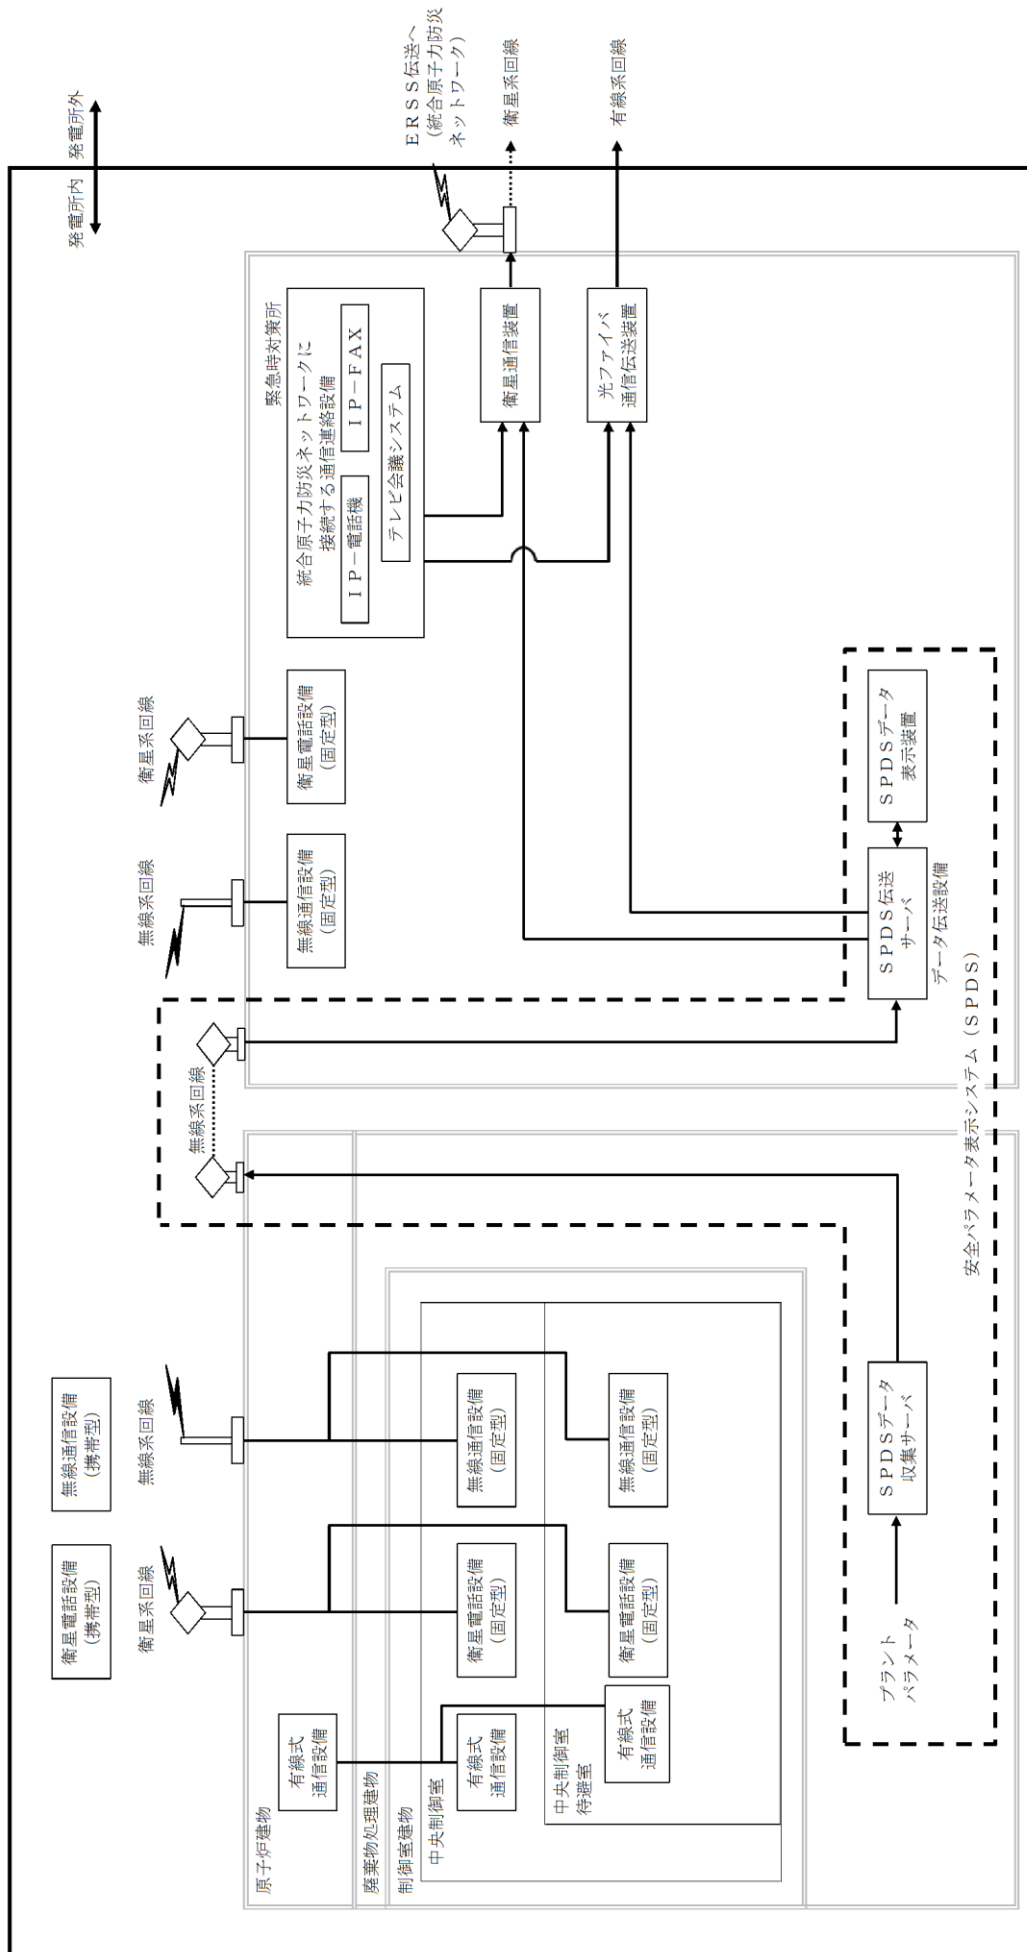 発電所内
発電所外
ERSS伝送へ
(統合原子力防災
ネットワーク)
衛星系回線
有線系回線
衛星電話設備
(携帯型)
無線通信設備
(携帯型)
衛星系回線
無線系回線
無線系回線
無線系回線
衛星系回線
原子炉建物
有線式
通信設備
廃棄物処理建物
制御室建物
中央制御室
有線式
通信設備
衛星電話設備
(固定型)
無線通信設備
(固定型)
中央制御室
待避室
有線式
通信設備
衛星電話設備
(固定型)
無線通信設備
(固定型)
プラント
パラメータ
SPDSデータ
収集サーバ
安全パラメータ表示システム(SPDS)
無線通信設備
(固定型)
衛星電話設備
(固定型)
緊急時対策所
統合原子力防災ネットワークに
接続する通信連絡設備
IP-電話機
IP-FAX
テレビ会議システム
衛星通信装置
光ファイバ
通信伝送装置
SPDS伝送
サーバ
データ伝送設備
SPDSデータ
表示装置